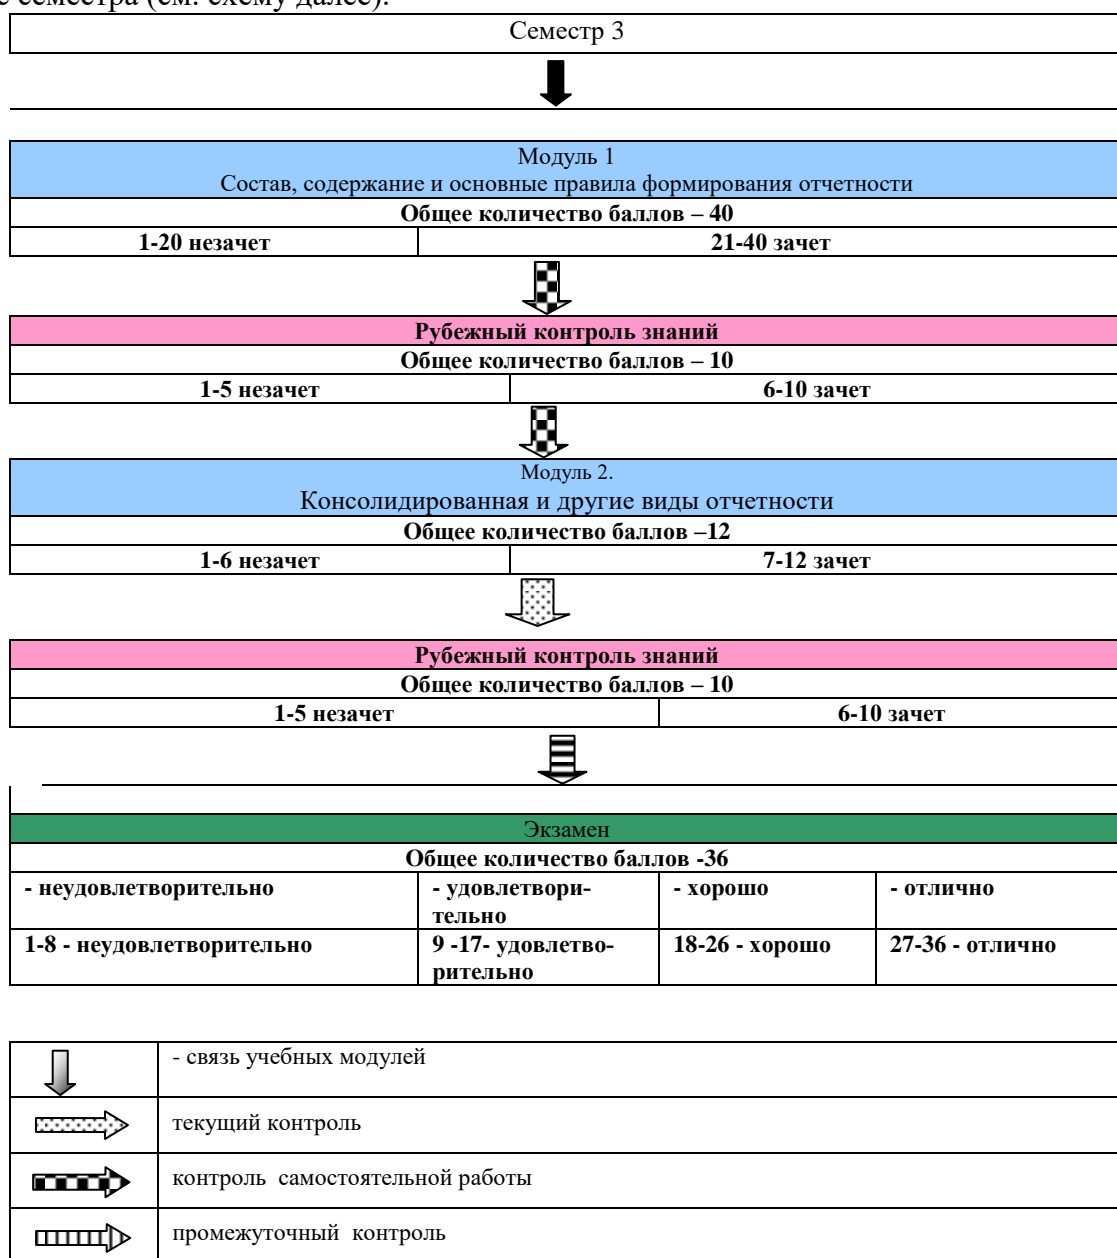 е семестра (см. схему далее).
Семестр 3
Модуль 1
Состав, содержание и основные правила формирования отчетности
Общее количество баллов – 40
1-20 незачет 21-40 зачет
Рубежный контроль знаний
Общее количество баллов – 10
1-5 незачет 6-10 зачет
Модуль 2.
Консолидированная и другие виды отчетности
Общее количество баллов –12
1-6 незачет 7-12 зачет
Рубежный контроль знаний
Общее количество баллов – 10
1-5 незачет 6-10 зачет
Экзамен
Общее количество баллов -36
- неудовлетворительно - удовлетвори- - хорошо - отлично
тельно
1-8 - неудовлетворительно 9 -17- удовлетво- 18-26 - хорошо 27-36 - отлично
рительно
- связь учебных модулей
текущий контроль
контроль самостоятельной работы
промежуточный контроль